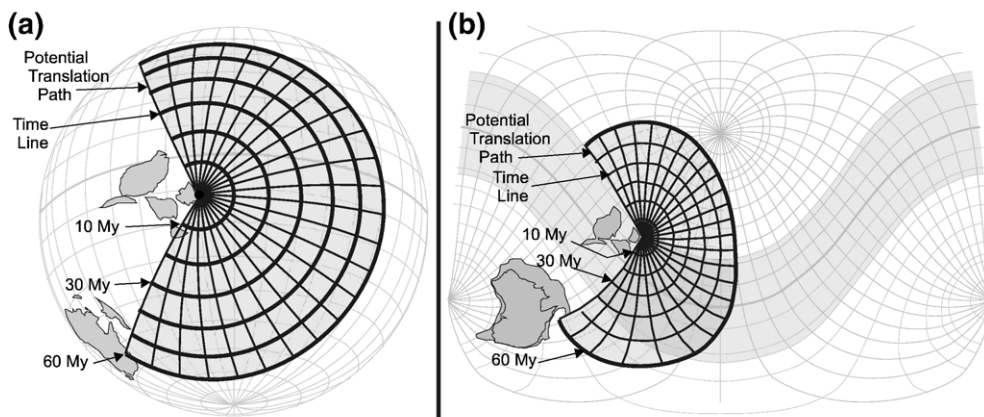 (a)
Potential
Translation
Path
Time
Line
10 My
30 My
60 My
(b)
Potential
Translation
Path
Time
Line
10 My
30 My
60 My